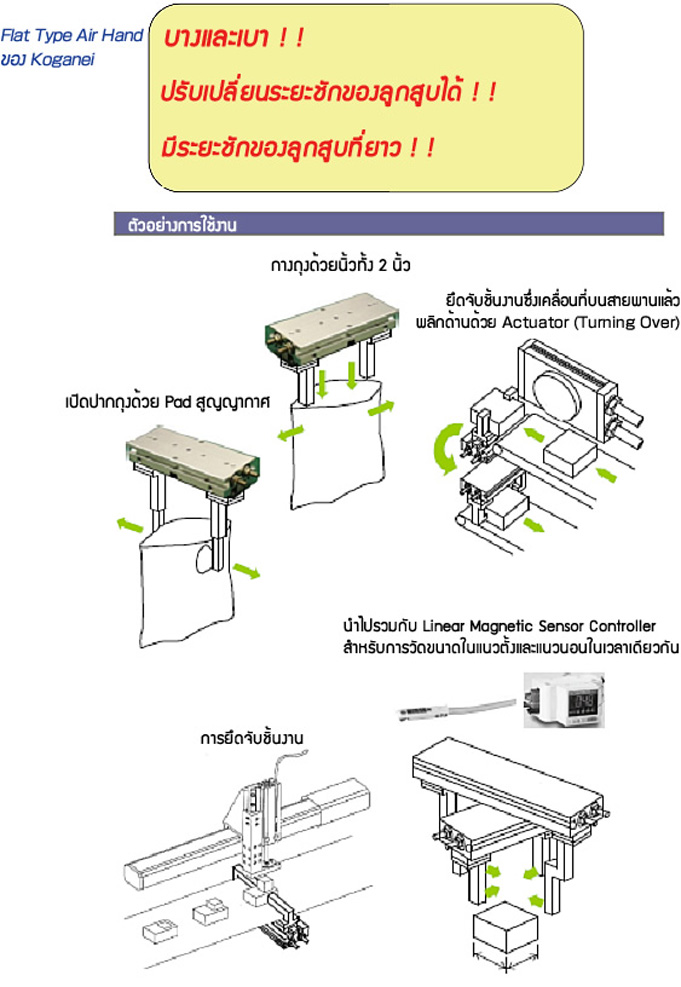 Flat Type Air Hand
ของ Koganei
บางและเบา ! !
ปรับเปลี่ยนระยะชักของลูกสูบได้ ! !
มีระยะชักของลูกสูบที่ยาว ! !
ตัวอย่างการใช้งาน
กางถุงด้วยนิ้วทั้ง 2 นิ้ว
ยึดจับชิ้นงานซึ่งเคลื่อนที่บนสายพานแล้ว
พลิกด้านด้วย Actuator (Turning Over)
เปิดปากถุงด้วย Pad สูญญากาศ
นำไปรวมกับ Linear Magnetic Sensor Controller
สำหรับการวัดขนาดในแนวตั้งและแนวนอนในเวลาเดียวกัน
การยึดจับชิ้นงาน